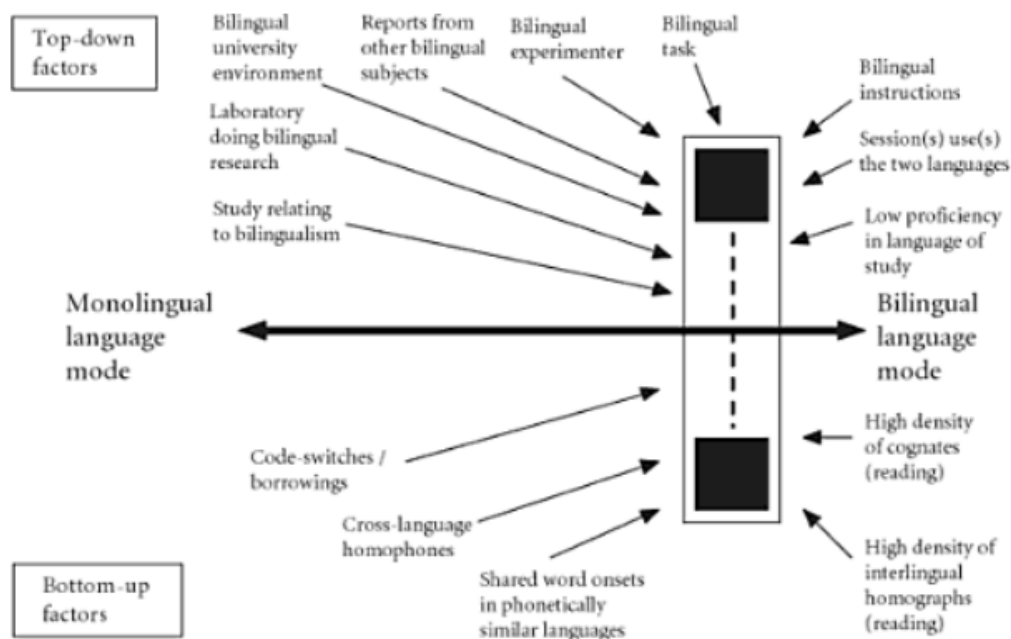 Top-down
factors
Bilingual
university
environment
Reports from
other bilingual
subjects
Bilingual
experimenter
Bilingual
task
Bilingual
instructions
Laboratory
doing bilingual
research
Session(s) use(s)
the two languages
Study relating
to bilingualism
Low proficiency
in language of
study
Monolingual
language
mode
Bilingual
language
mode
Code-switches /
borrowings
High density
of cognates
(reading)
Cross-language
homophones
Shared word onsets
in phonetically
similar languages
High density of
interlingual
homographs
(reading)
Bottom-up
factors